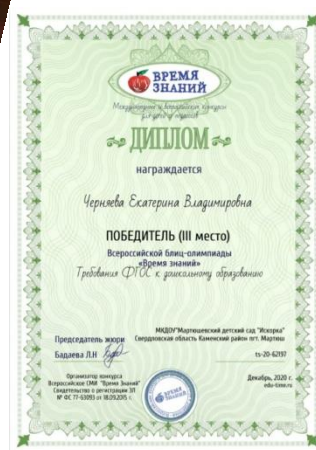 ВРЕМЯ
ЗНАНИЙ
Международные и всероссийские конкурсы
для детей и педагогов
ДИПЛОМ
награждается
Черняева Екатерина Владимировна
ПОБЕДИТЕЛЬ (III место)
Всероссийской блиц-олимпиады
«Время знаний»
Требования ФГОС к дошкольному образованию
МКДОУ"Мартюшевский детский сад "Искорка"
Свердловская область Каменский район пгт. Мартюш
Председатель жюри
Бадаева Л.Н
ts-20-62197
Организатор конкурса
Всероссийское СМИ "Время Знаний"
Свидетельство о регистрации ЭЛ
№ ФС 77-63093 от 18.09.2015 г.
ВРЕМЯ
ЗНАНИЙ
Декабрь, 2020 г.
edu-time.ru